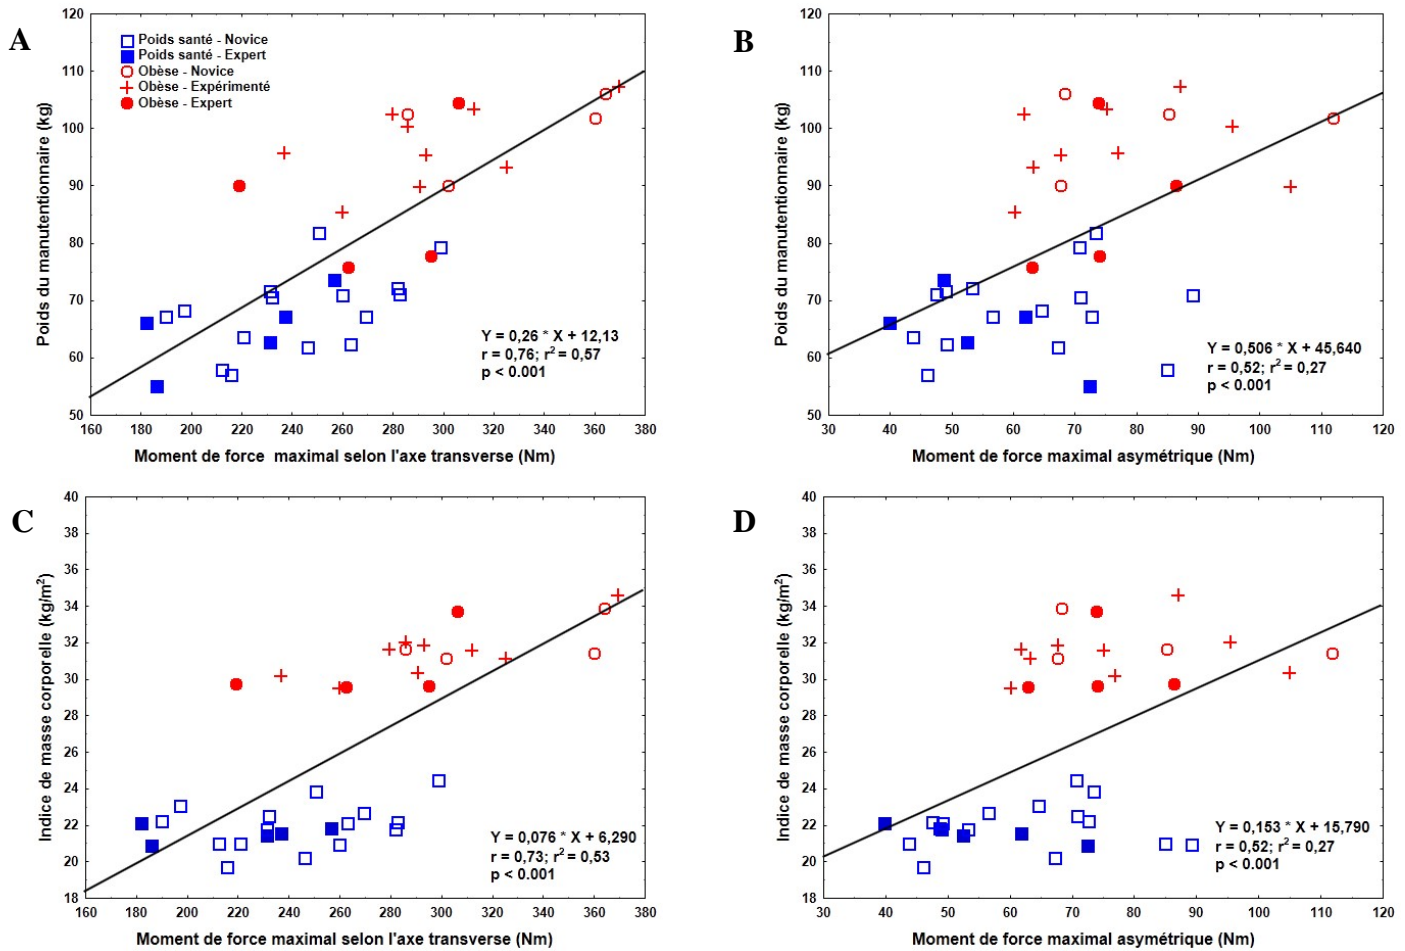 A
Poids du manutentionnaire (kg)
120
110
100
90
80
70
60
50
Poids santé - Novice
Poids santé - Expert
Obèse - Novice
Obèse - Expérimenté
Obèse - Expert
Y = 0,26 * X + 12,13
r = 0,76; r² = 0,57
p < 0.001
160 180 200 220 240 260 280 300 320 340 360 380
Moment de force maximal selon l'axe transverse (Nm)
B
Poids du manutentionnaire (kg)
120
110
100
90
80
70
60
50
Y = 0,506 * X + 45,640
r = 0,52; r² = 0,27
p < 0.001
30 40 50 60 70 80 90 100 110 120
Moment de force maximal asymétrique (Nm)
C
Indice de masse corporelle (kg/m²)
40
38
36
34
32
30
28
26
24
22
20
18
Y = 0,076 * X + 6,290
r = 0,73; r² = 0,53
p < 0.001
160 180 200 220 240 260 280 300 320 340 360 380
Moment de force maximal selon l'axe transverse (Nm)
D
Indice de masse corporelle (kg/m²)
40
38
36
34
32
30
28
26
24
22
20
18
Y = 0,153 * X + 15,790
r = 0,52; r² = 0,27
p < 0.001
30 40 50 60 70 80 90 100 110 120
Moment de force maximal asymétrique (Nm)